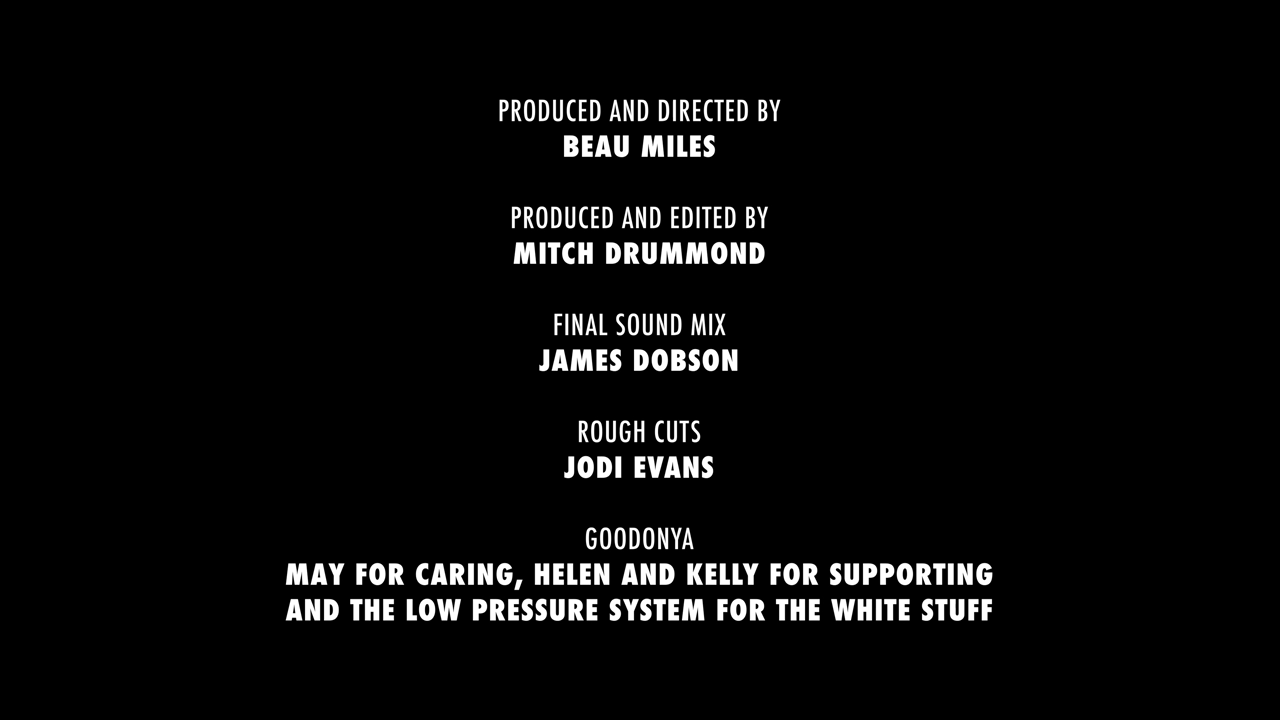 PRODUCED AND DIRECTED BY
BEAU MILES
PRODUCED AND EDITED BY
MITCH DRUMMOND
FINAL SOUND MIX
JAMES DOBSON
ROUGH CUTS
JODI EVANS
GOODONYA
MAY FOR CARING, HELEN AND KELLY FOR SUPPORTING
AND THE LOW PRESSURE SYSTEM FOR THE WHITE STUFF